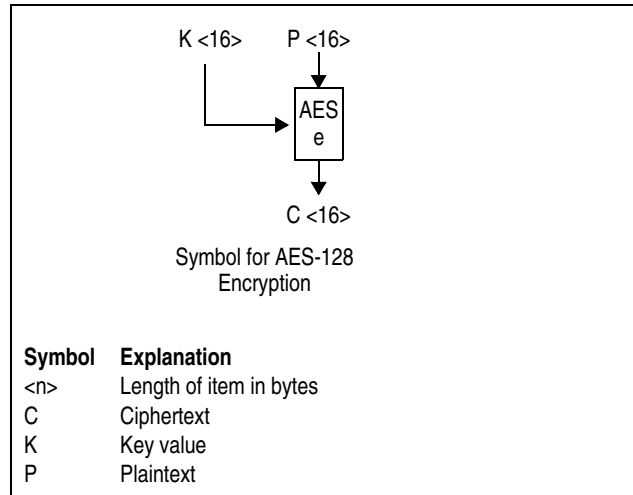 K <16> P <16>
AES
e
C <16>
Symbol for AES-128
Encryption
Symbol Explanation
<n> Length of item in bytes
C Ciphertext
K Key value
P Plaintext